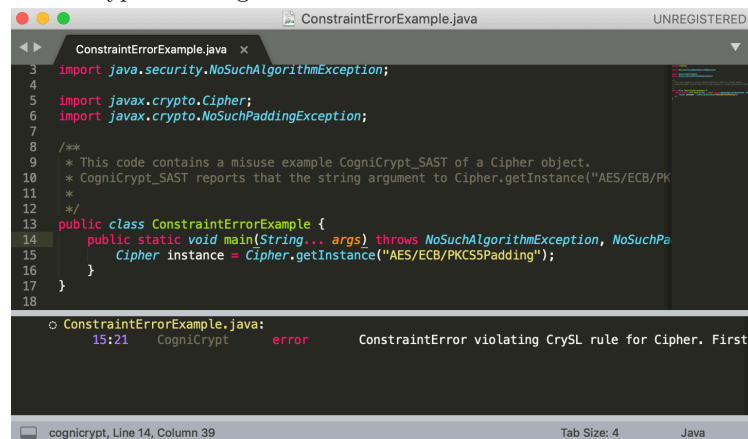 ConstraintErrorExample.java UNREGISTERED
ConstraintErrorExample.java ×
3 import java.security.NoSuchAlgorithmException;
4
5 import javax.crypto.Cipher;
6 import javax.crypto.NoSuchPaddingException;
7
8 /**
9 * This code contains a misuse example CogniCrypt_SAST of a Cipher object.
10 * CogniCrypt_SAST reports that the string argument to Cipher.getInstance("AES/ECB/PK
11 *
12 */
13 public class ConstraintErrorExample {
14 public static void main(String... args) throws NoSuchAlgorithmException, NoSuchPa
15 Cipher instance = Cipher.getInstance("AES/ECB/PKCS5Padding");
16 }
17 }
18
ConstraintErrorExample.java:
15:21 CogniCrypt error ConstraintError violating CrySL rule for Cipher. First
cognicrypt, Line 14, Column 39 Tab Size: 4 Java